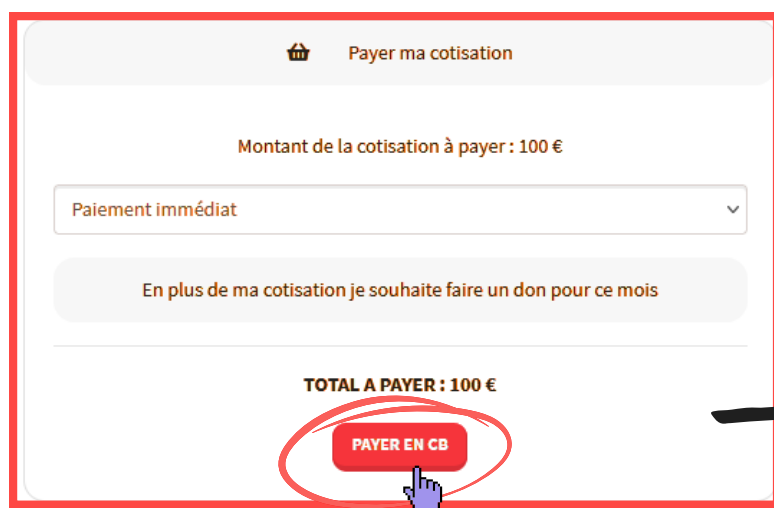 Payer ma cotisation
Montant de la cotisation à payer : 100 €
Paiement immédiat
En plus de ma cotisation je souhaite faire un don pour ce mois
TOTAL A PAYER : 100 €
PAYER EN CB